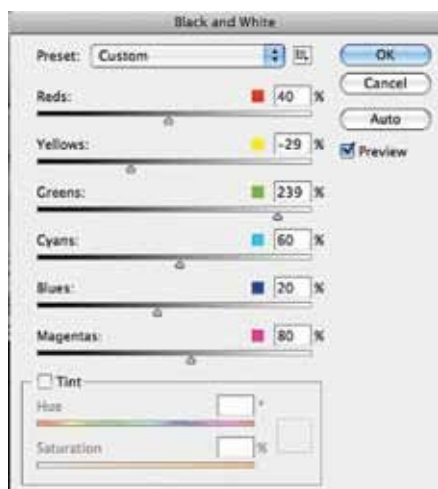 Black and White
Preset: Custom
OK
Cancel
Auto
Preview
Reds: 40 %
Yellows: -29 %
Greens: 239 %
Cyans: 60 %
Blues: 20 %
Magentas: 80 %
Tint
Hue °
Saturation %